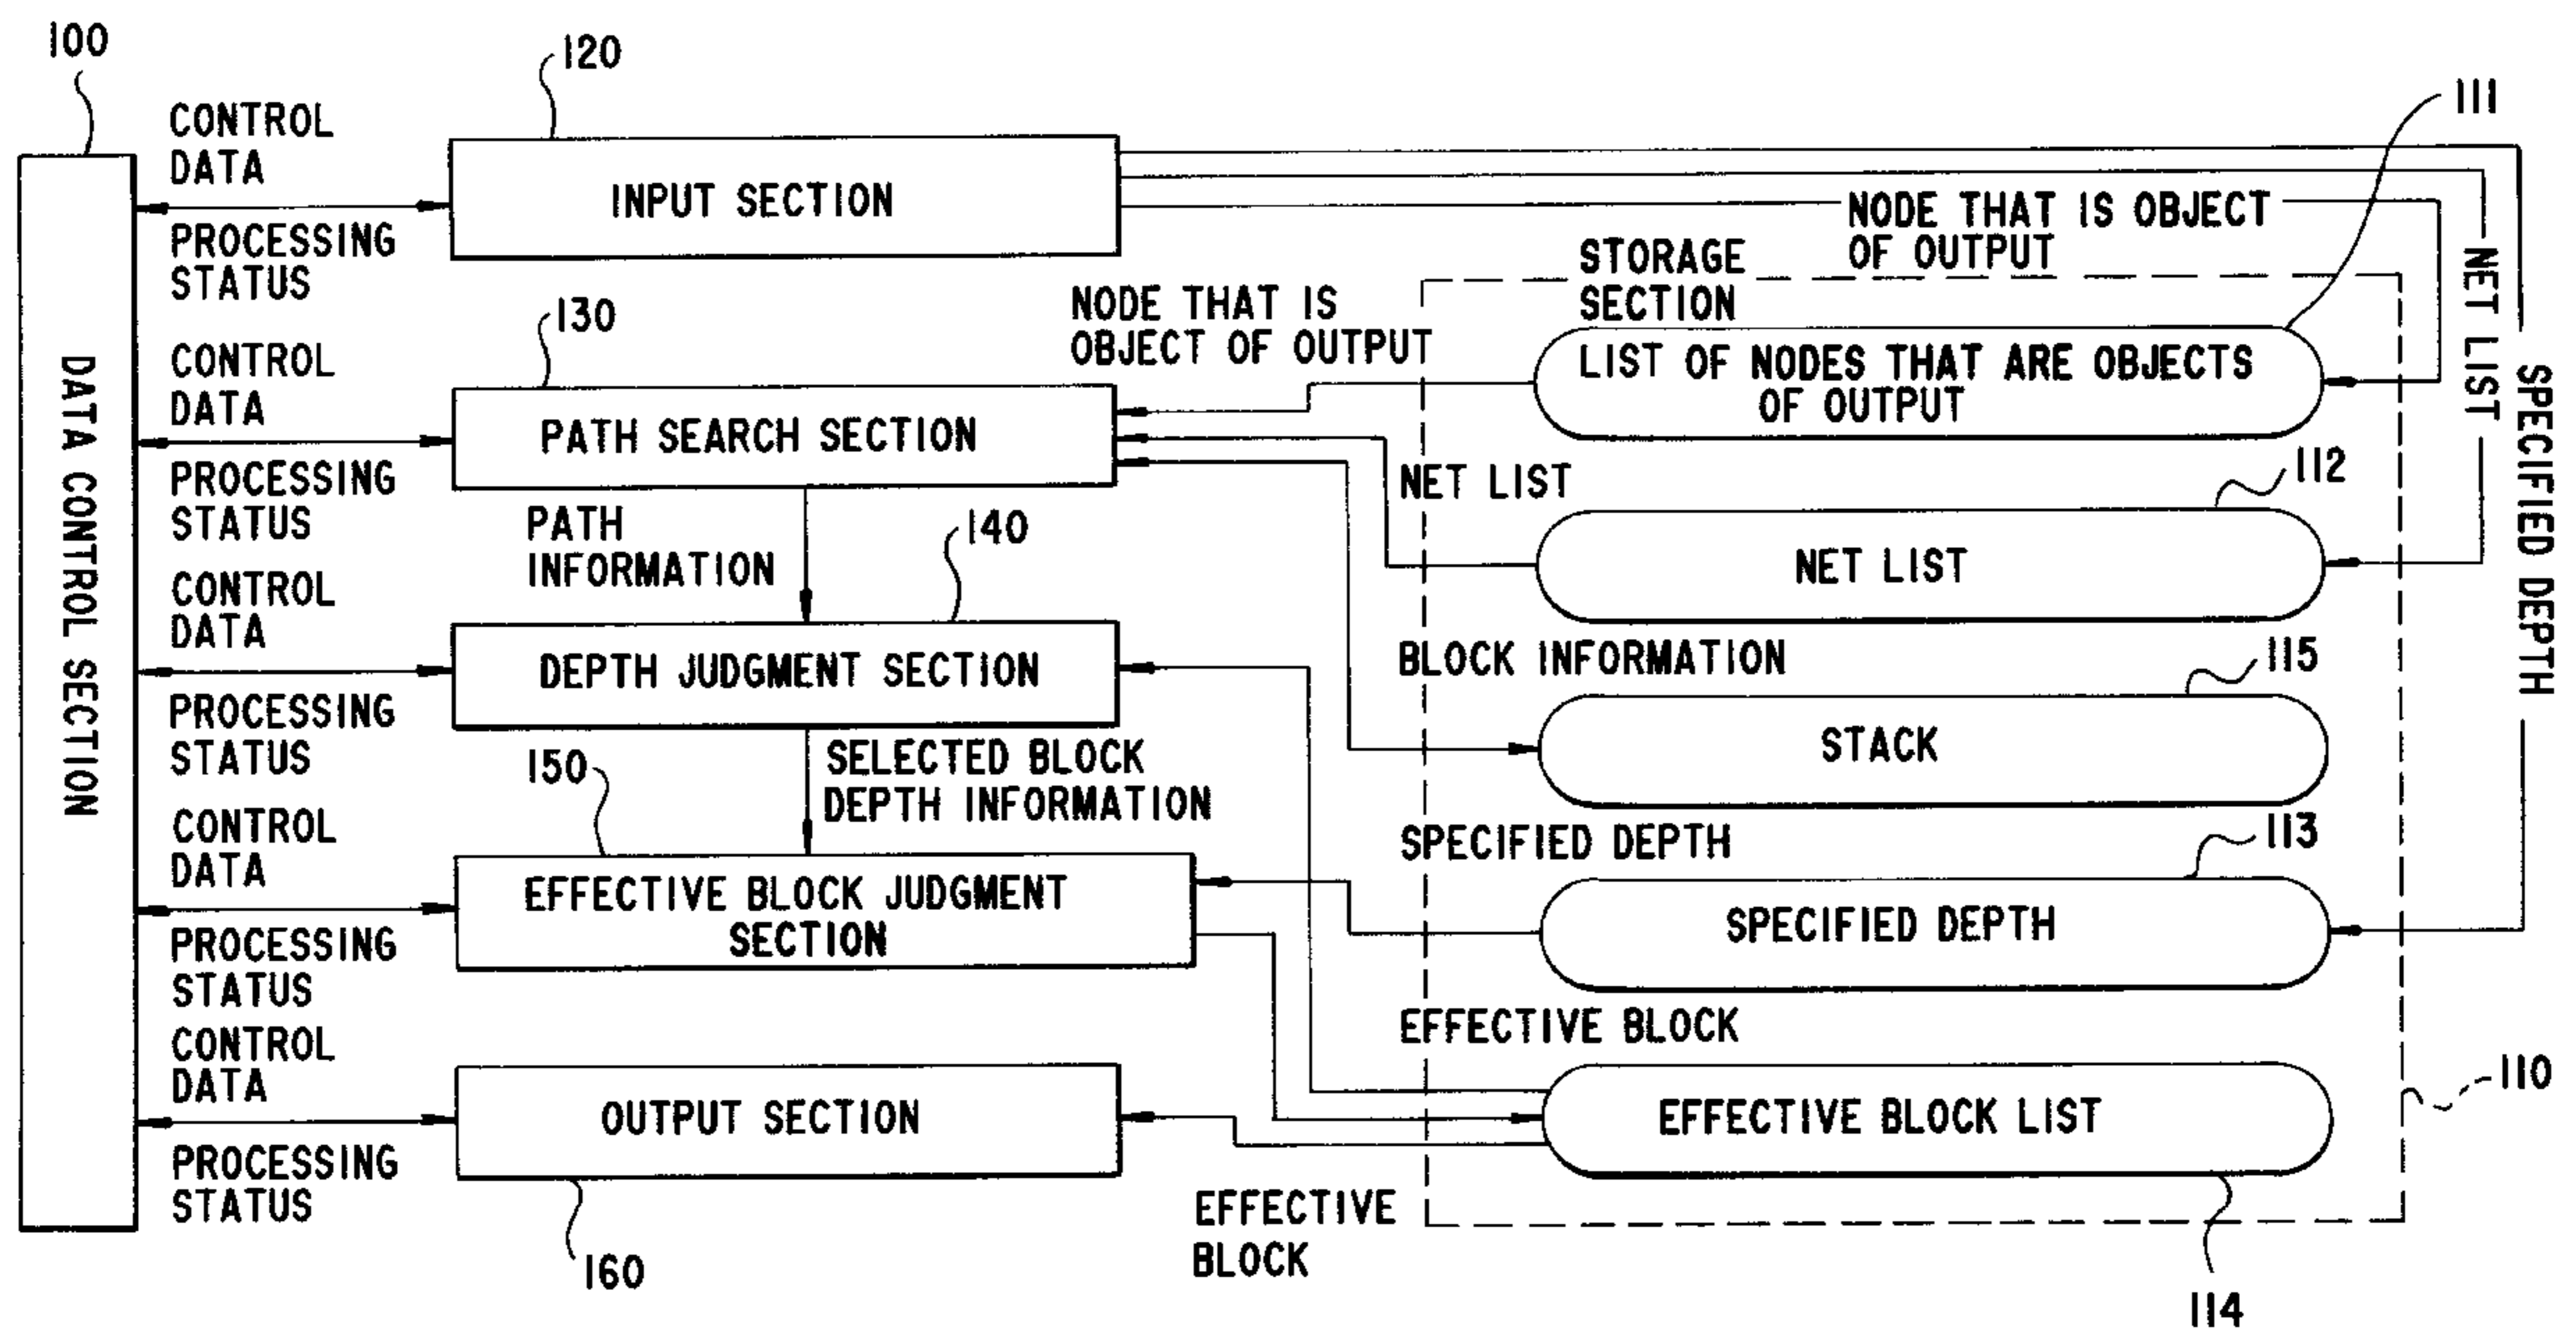 100
120
111
CONTROL
DATA
INPUT SECTION
PROCESSING
STATUS
NODE THAT IS OBJECT
OF OUTPUT
STORAGE
SECTION
NET LIST
SPECIFIED DEPTH
130
NODE THAT IS
OBJECT OF OUTPUT
LIST OF NODES THAT ARE OBJECTS
OF OUTPUT
DATA CONTROL SECTION
CONTROL
DATA
PATH SEARCH SECTION
PROCESSING
STATUS
NET LIST
112
PATH
INFORMATION
140
NET LIST
CONTROL
DATA
DEPTH JUDGMENT SECTION
BLOCK INFORMATION
115
PROCESSING
STATUS
STACK
150
SELECTED BLOCK
DEPTH INFORMATION
CONTROL
DATA
SPECIFIED DEPTH
113
EFFECTIVE BLOCK JUDGMENT
SECTION
SPECIFIED DEPTH
PROCESSING
STATUS
EFFECTIVE BLOCK
CONTROL
DATA
110
OUTPUT SECTION
EFFECTIVE BLOCK LIST
PROCESSING
STATUS
EFFECTIVE
BLOCK
160
114